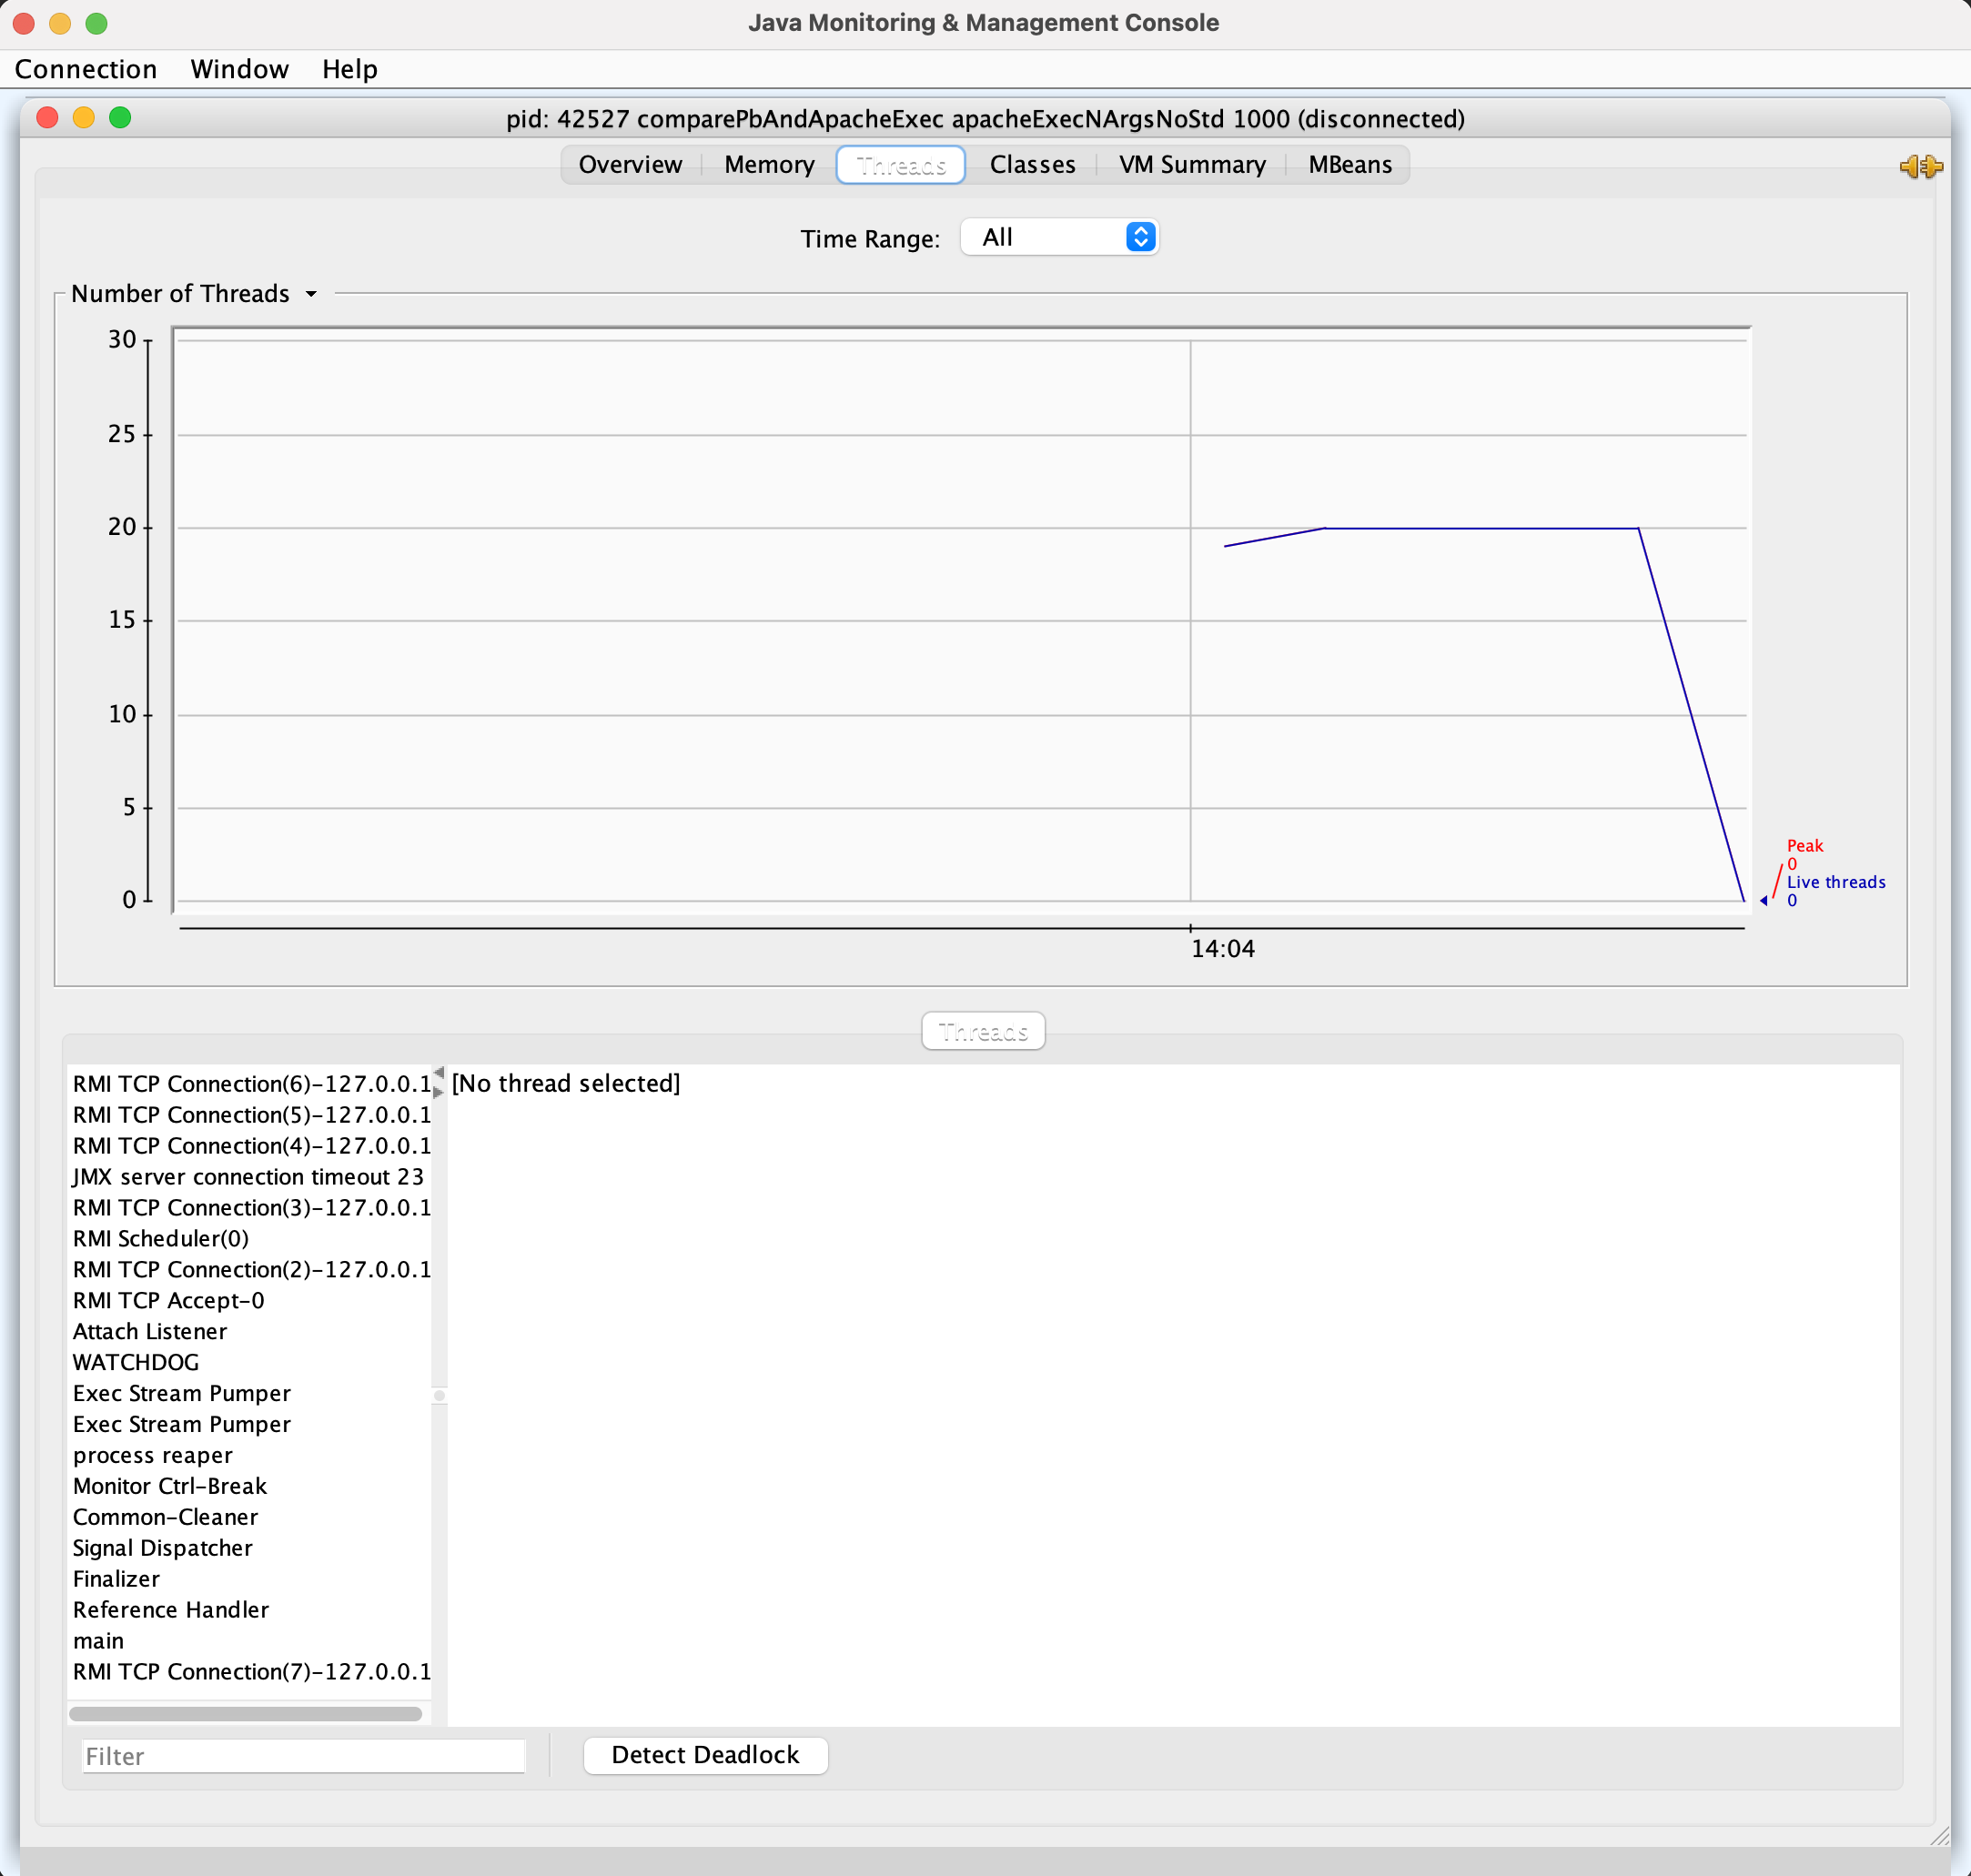 Java Monitoring & Management Console
Connection Window Help
pid: 42527 comparePbAndApacheExec apacheExecNArgsNoStd 1000 (disconnected)
Overview Memory Threads Classes VM Summary MBeans
Time Range: All
Number of Threads
30
25
20
15
10
5
0
Peak
0
Live threads
0
14:04
Threads
RMI TCP Connection(6)-127.0.0.1
[No thread selected]
RMI TCP Connection(5)-127.0.0.1
RMI TCP Connection(4)-127.0.0.1
JMX server connection timeout 23
RMI TCP Connection(3)-127.0.0.1
RMI Scheduler(0)
RMI TCP Connection(2)-127.0.0.1
RMI TCP Accept-0
Attach Listener
WATCHDOG
Exec Stream Pumper
Exec Stream Pumper
process reaper
Monitor Ctrl-Break
Common-Cleaner
Signal Dispatcher
Finalizer
Reference Handler
main
RMI TCP Connection(7)-127.0.0.1
Filter
Detect Deadlock